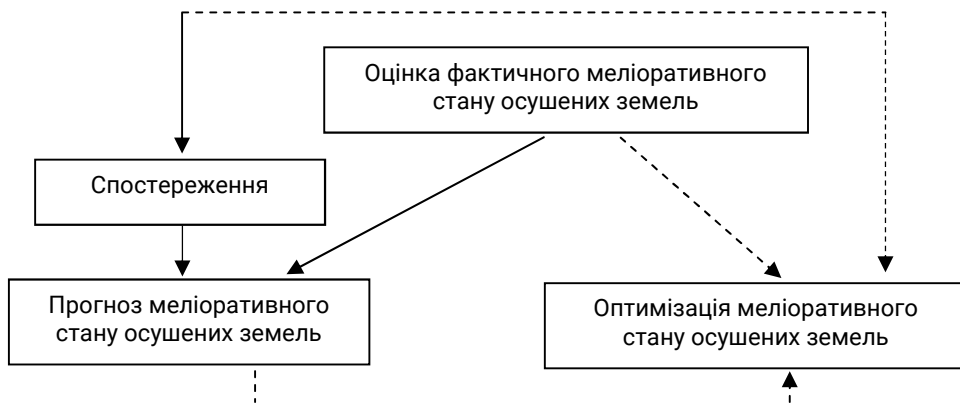 Оцінка фактичного меліоративного
стану осушених земель
Спостереження
Прогноз меліоративного
стану осушених земель
Оптимізація меліоративного
стану осушених земель